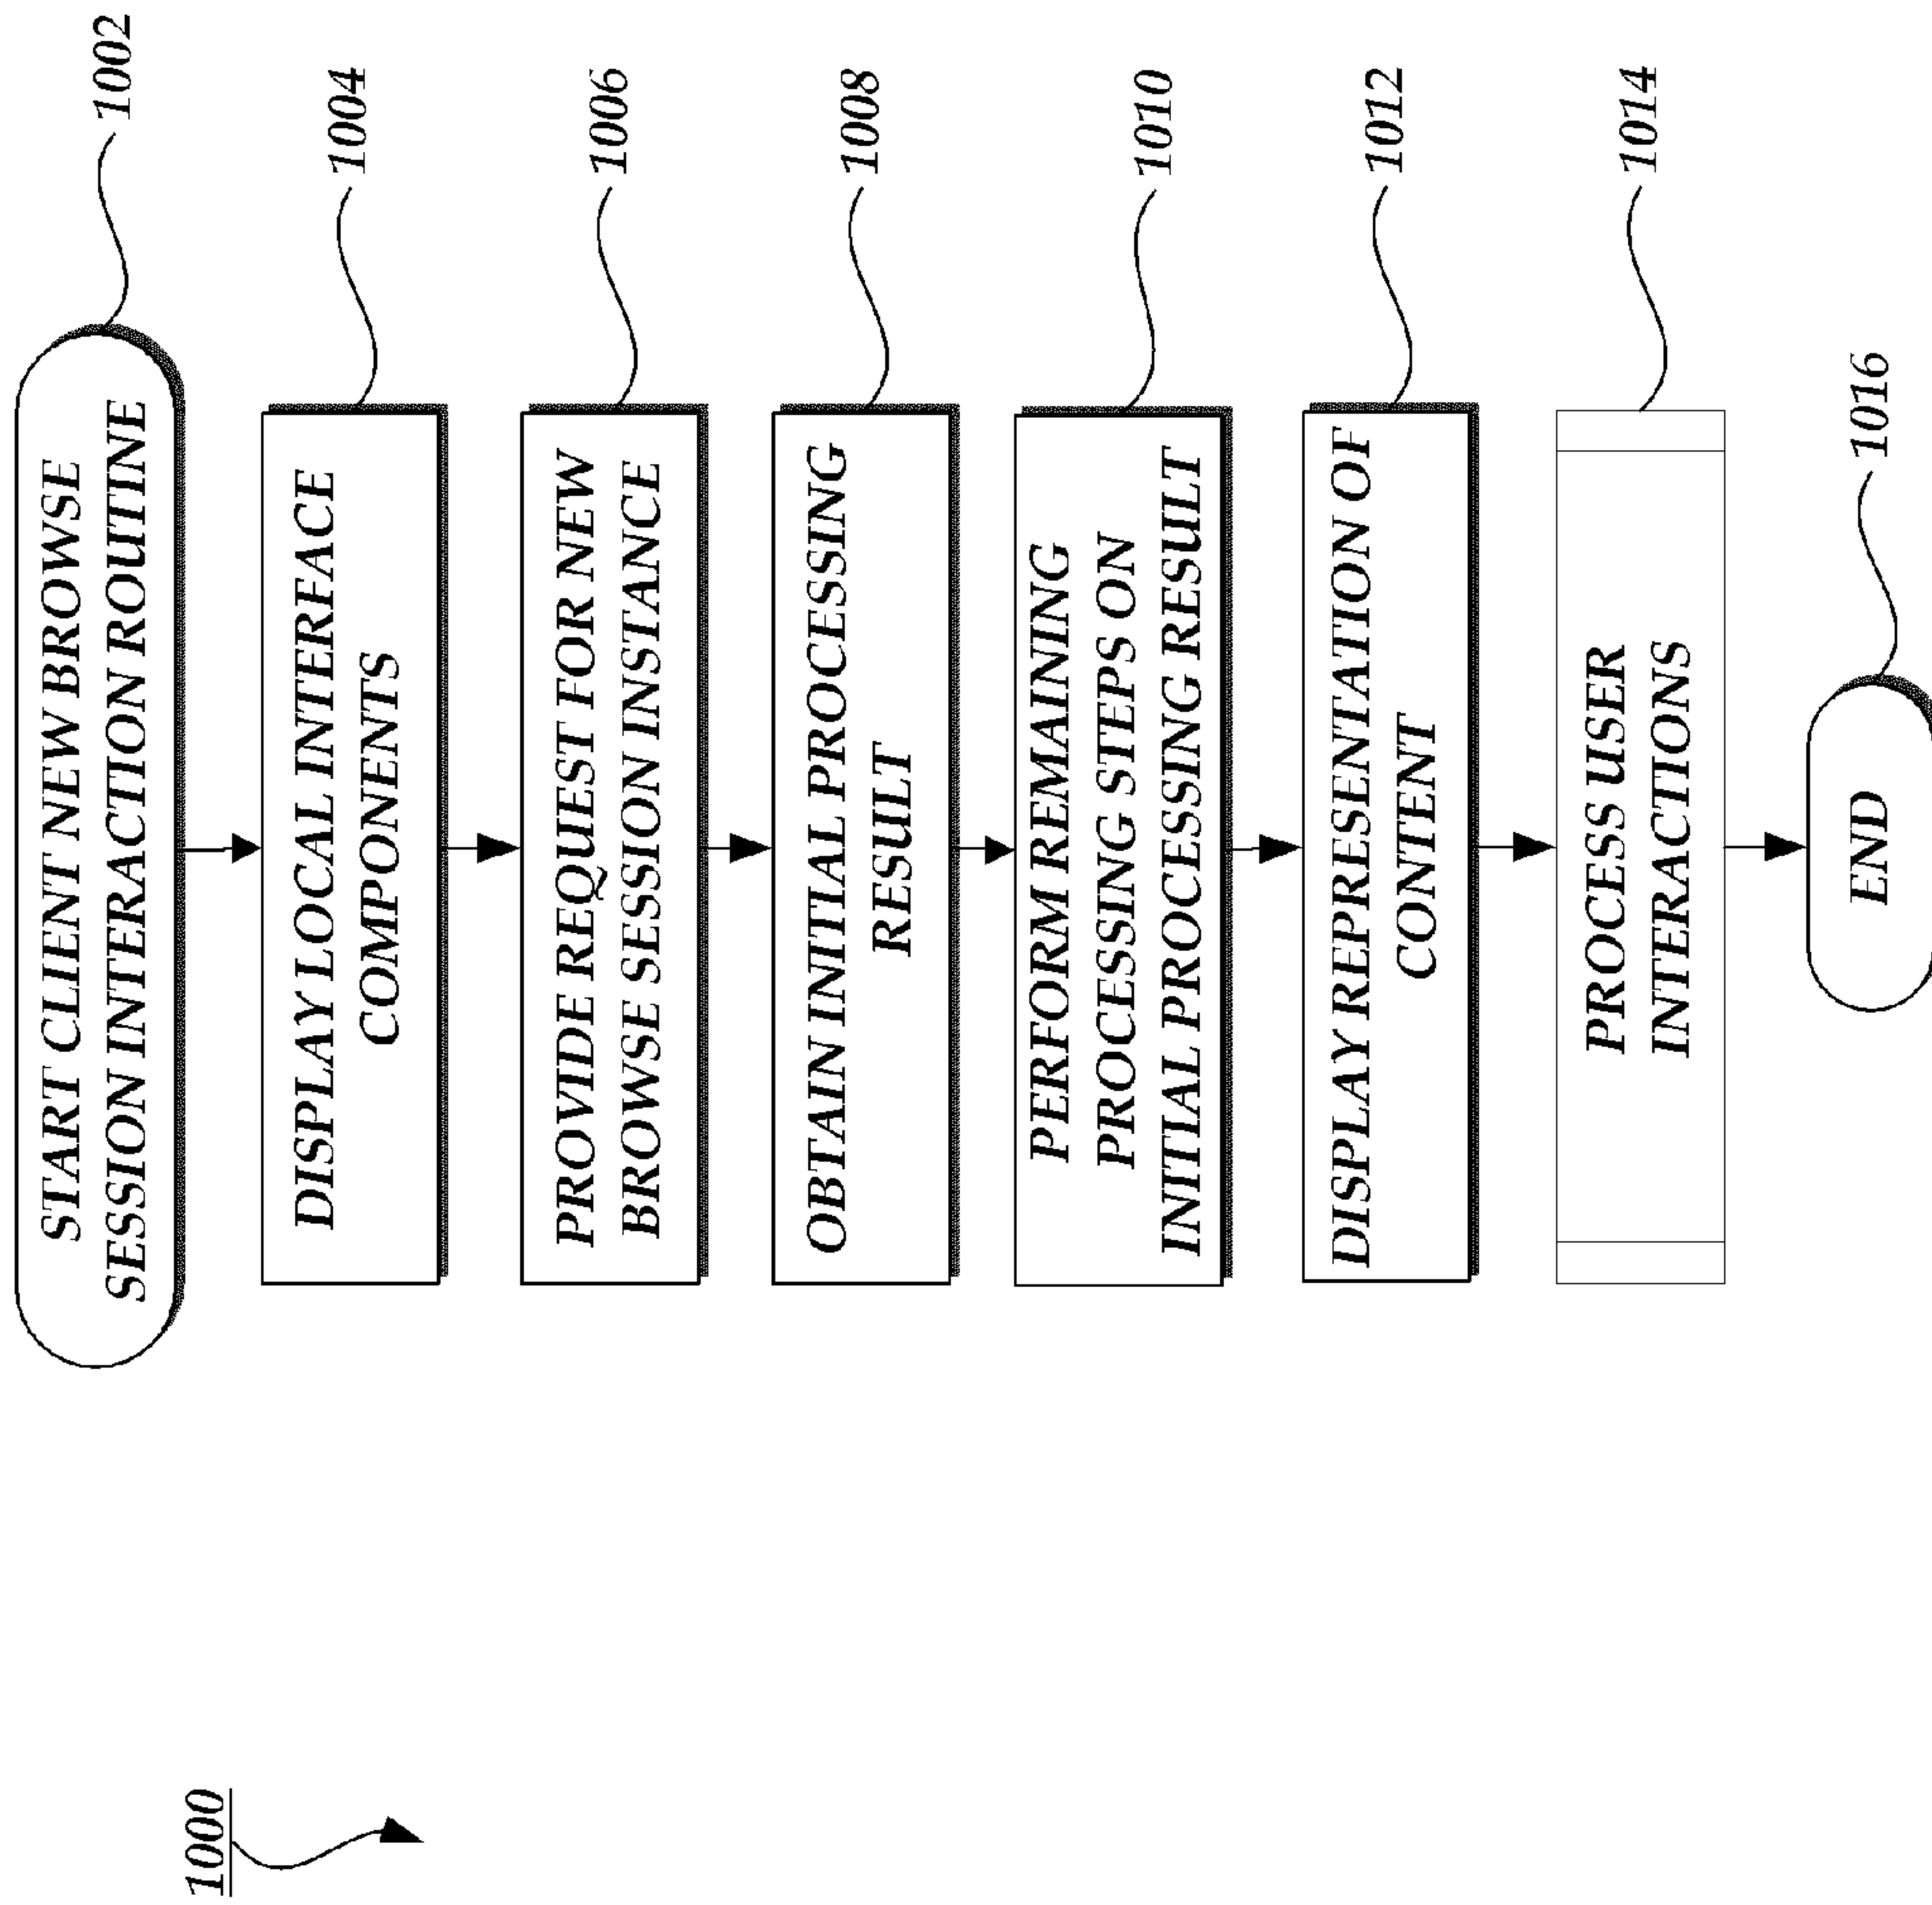 1000
START CLIENT NEW BROWSE
SESSION INTERACTION ROUTINE
1002
DISPLAY LOCAL INTERFACE
COMPONENTS
1004
PROVIDE REQUEST FOR NEW
BROWSE SESSION INSTANCE
1006
OBTAIN INITIAL PROCESSING
RESULT
1008
PERFORM REMAINING
PROCESSING STEPS ON
INITIAL PROCESSING RESULT
1010
DISPLAY REPRESENTATION OF
CONTENT
1012
PROCESS USER
INTERACTIONS
1014
END
1016